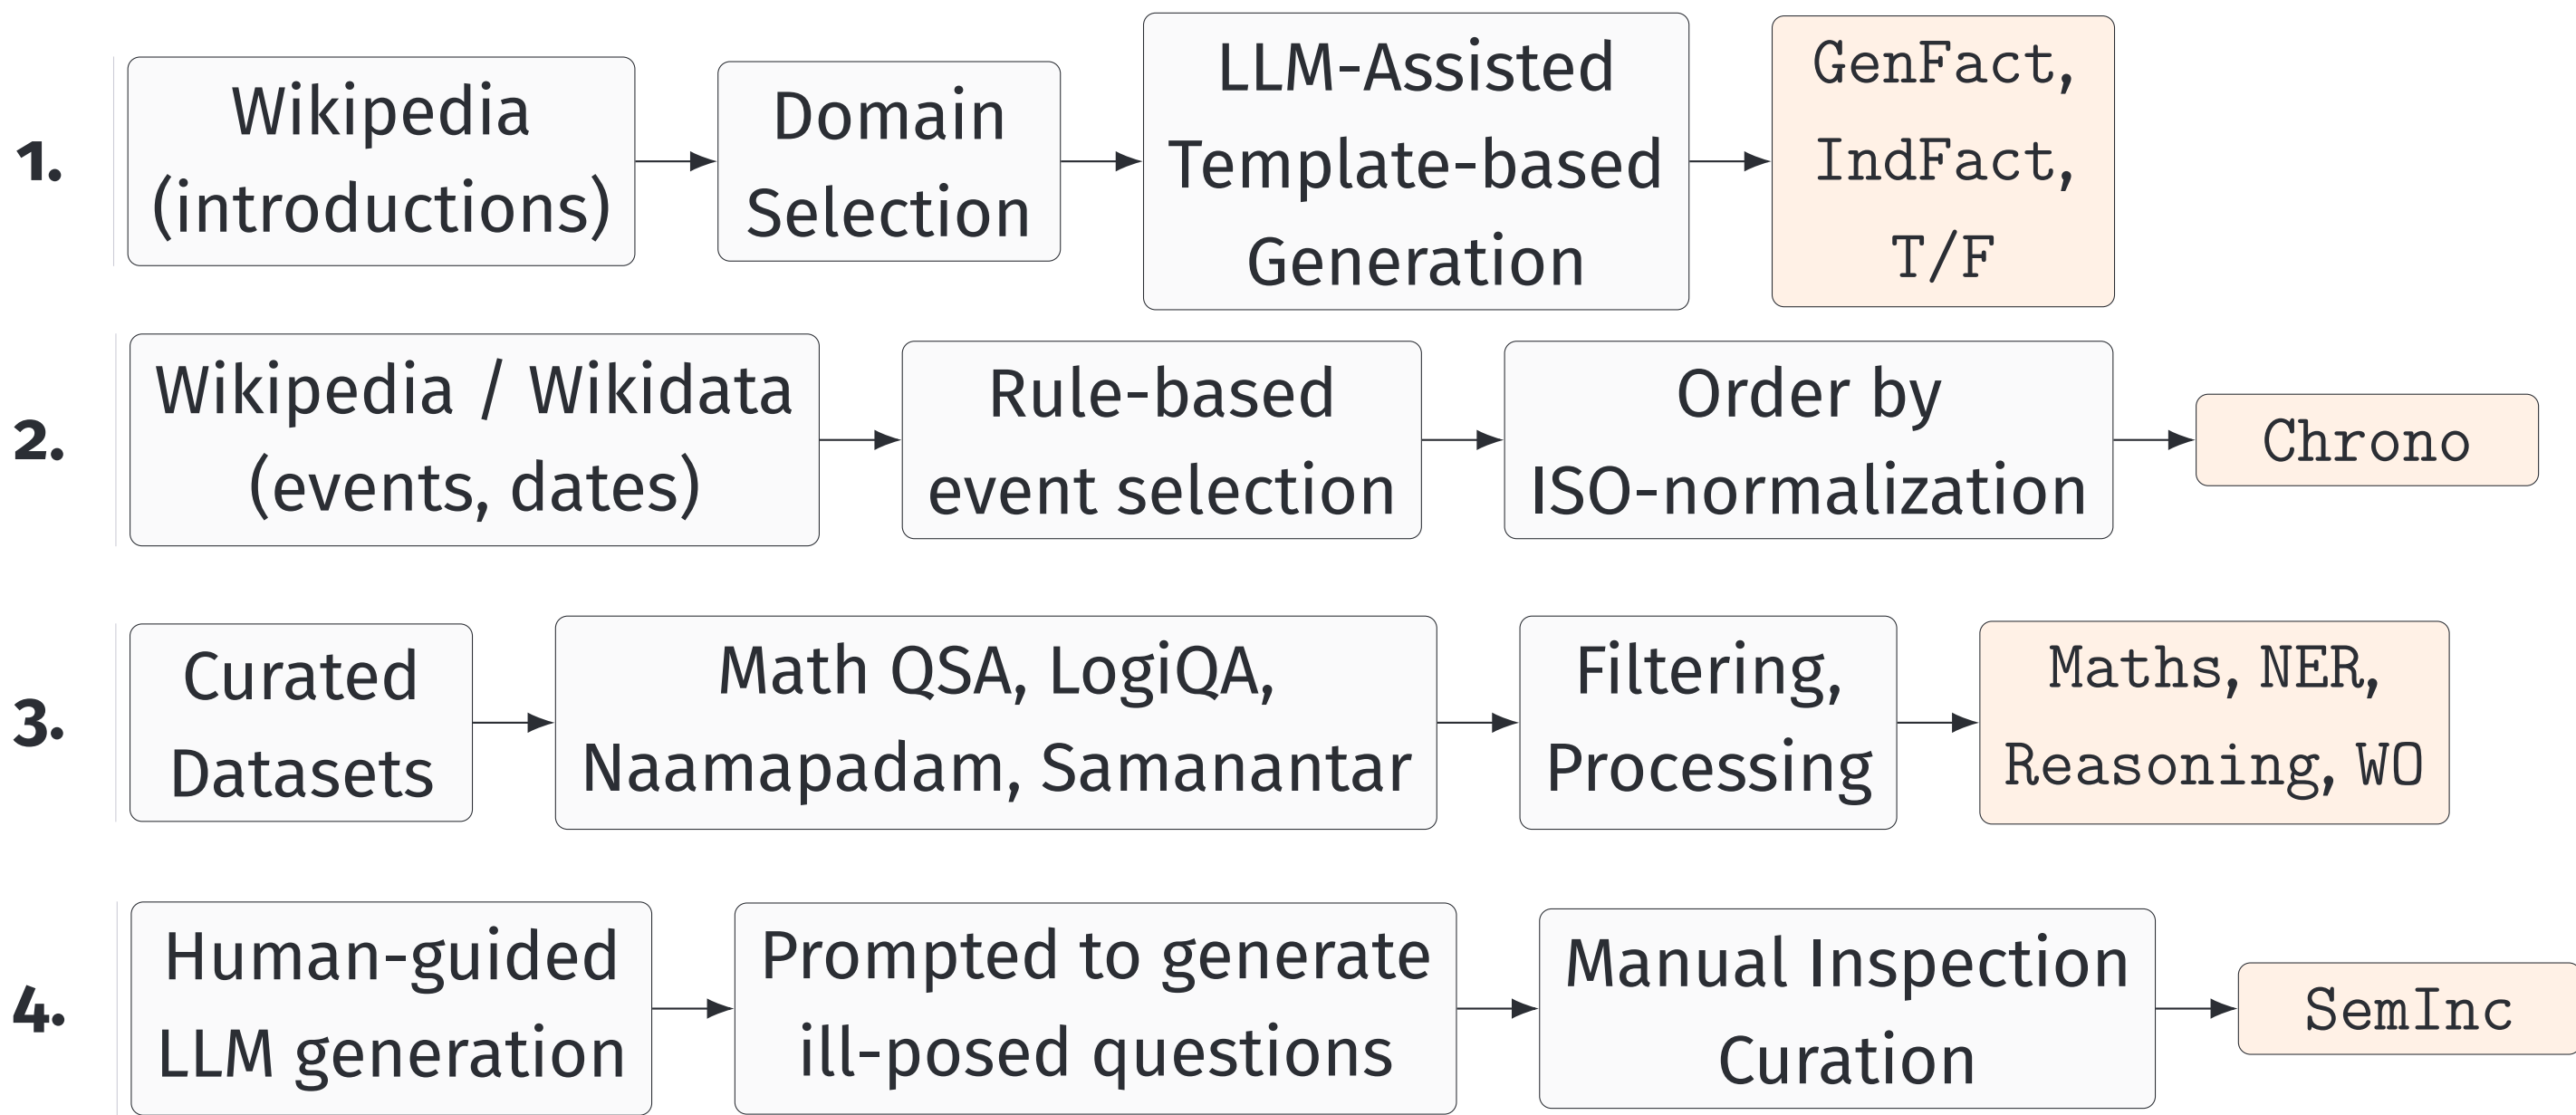 1.
Wikipedia
(introductions)
Domain
Selection
LLM-Assisted
Template-based
Generation
GenFact,
IndFact,
T/F
2.
Wikipedia / Wikidata
(events, dates)
Rule-based
event selection
Order by
ISO-normalization
Chrono
3.
Curated
Datasets
Math QSA, LogiQA,
Naamapadam, Samanantar
Filtering,
Processing
Maths, NER,
Reasoning, WO
4.
Human-guided
LLM generation
Prompted to generate
ill-posed questions
Manual Inspection
Curation
SemInc